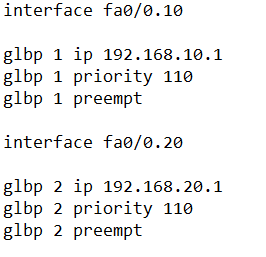 interface fa0/0.10
glbp 1 ip 192.168.10.1
glbp 1 priority 110
glbp 1 preempt
interface fa0/0.20
glbp 2 ip 192.168.20.1
glbp 2 priority 110
glbp 2 preempt